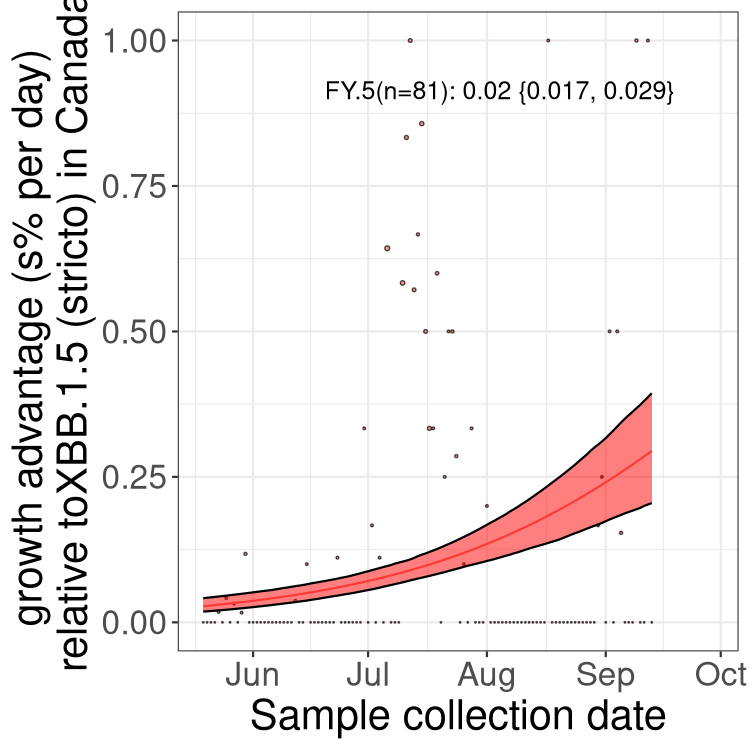 growth advantage (s% per day)
relative toXBB.1.5 (stricto) in Canada
1.00
0.75
0.50
0.25
0.00
FY.5(n=81): 0.02 {0.017, 0.029}
Jun Jul Aug Sep Oct
Sample collection date